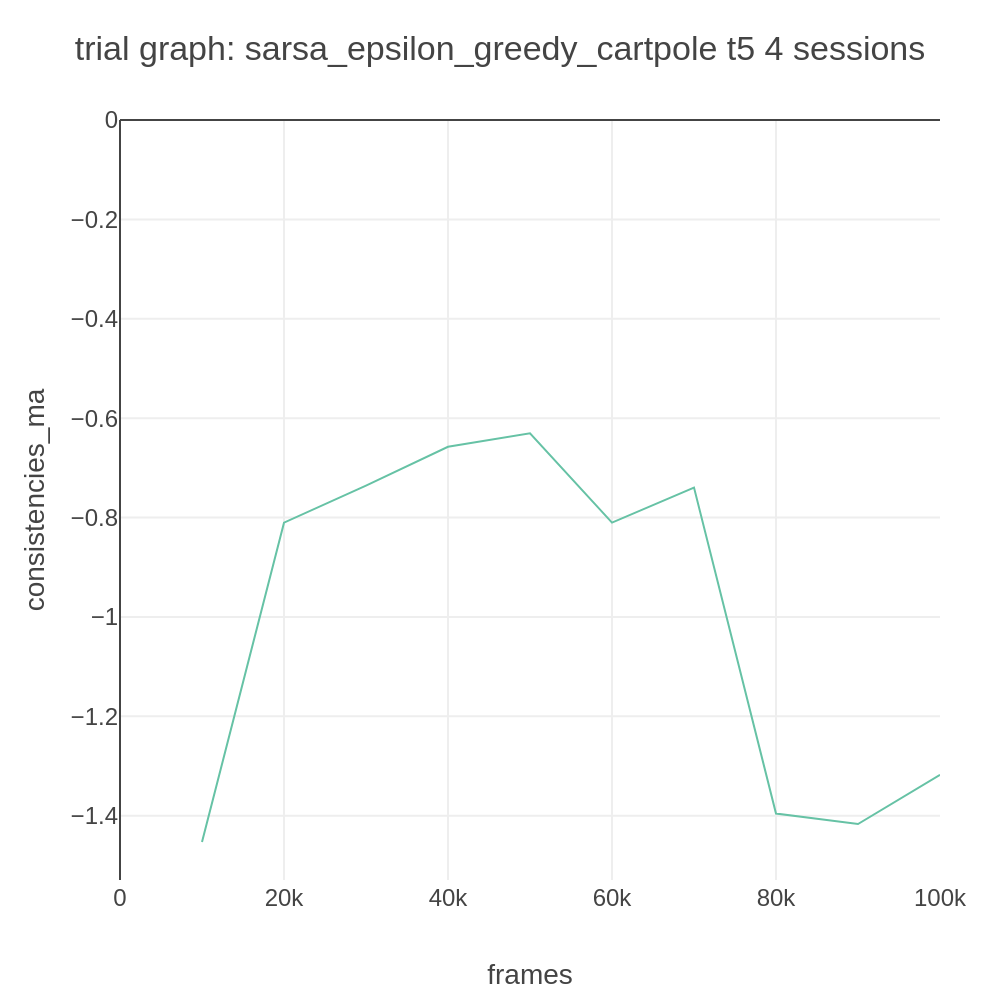 trial graph: sarsa_epsilon_greedy_cartpole t5 4 sessions
0
−0.2
−0.4
−0.6
−0.8
−1
−1.2
−1.4
consistencies_ma
0 20k 40k 60k 80k 100k
frames